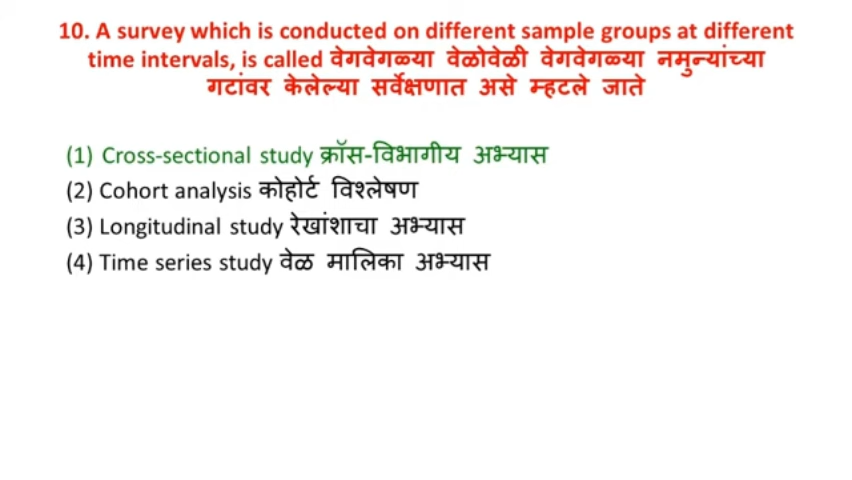 10. A survey which is conducted on different sample groups at different
time intervals, is called वेगवेगळ्या वेळोवेळी वेगवेगळ्या नमुन्यांच्या
गटांवर केलेल्या सर्वेक्षणात असे म्हटले जाते
(1) Cross-sectional study क्रॉस-विभागीय अभ्यास
(2) Cohort analysis कोहोर्ट विश्लेषण
(3) Longitudinal study रेखांशाचा अभ्यास
(4) Time series study वेळ मालिका अभ्यास